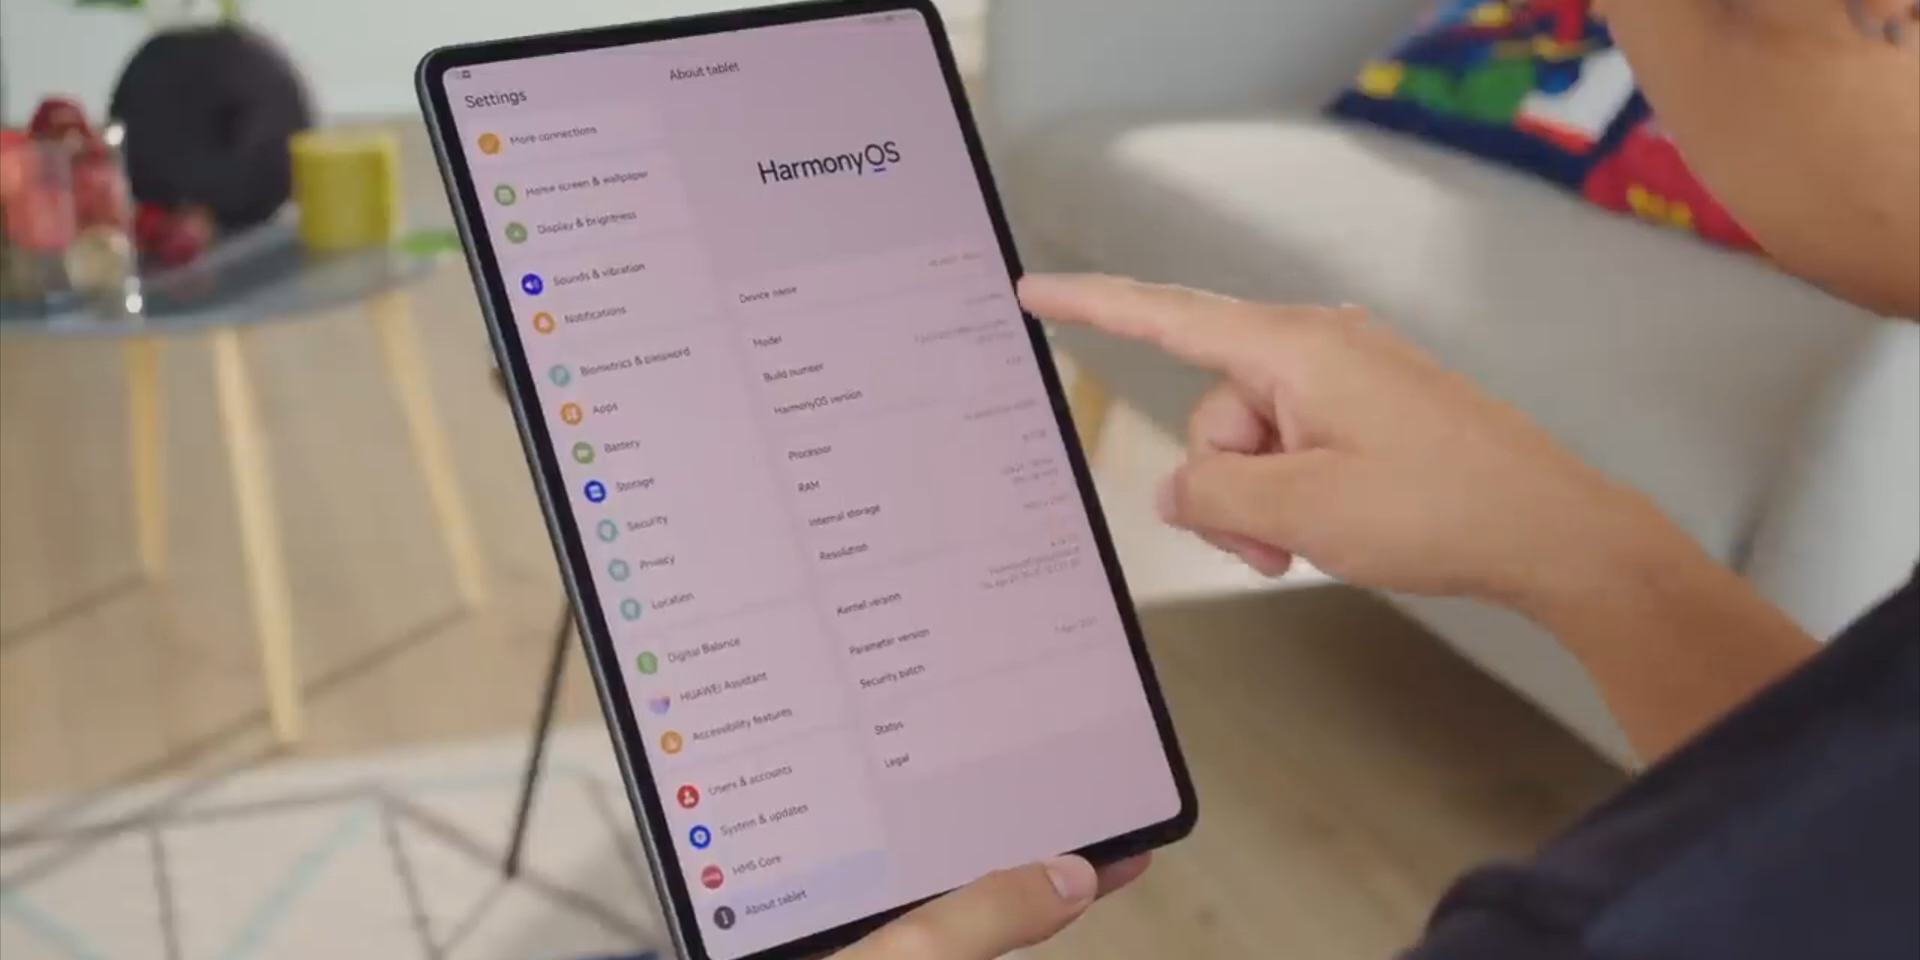 Settings
More connections
Home screen & wallpaper
Display & brightness
Sounds & vibration
Notifications
Biometrics & password
Apps
Battery
Storage
Security
Privacy
Location
Digital Balance
HUAWEI Assistant
Accessibility features
Users & accounts
System & updates
HMS Core
About tablet
About tablet
HarmonyOS
Device name
Model
Build number
HarmonyOS version
Processor
RAM
Internal storage
Resolution
Kernel version
Parameter version
Security patch
Status
Legal